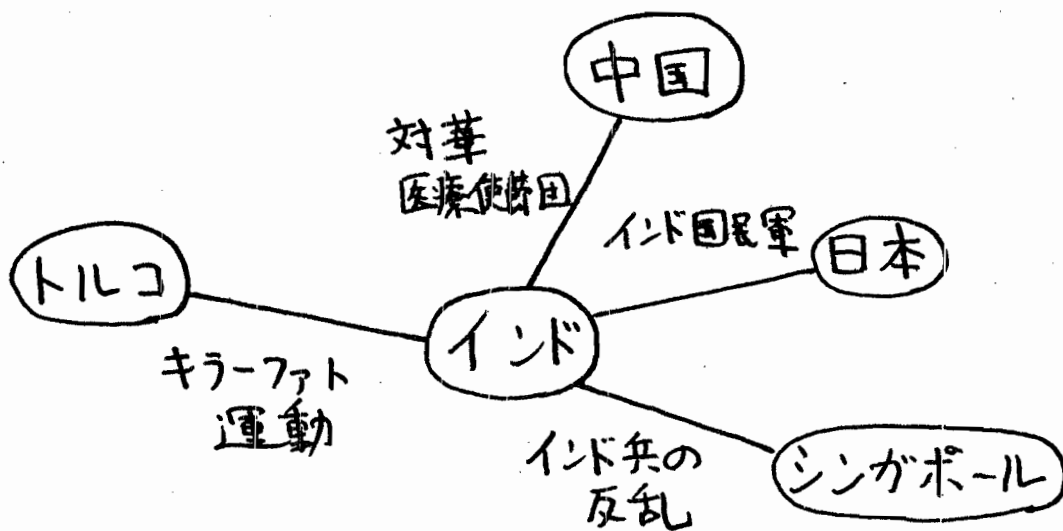 中国
対華
医療使節団
インド国民軍
日本
トルコ
インド
キラーファト
運動
インド兵の
反乱
シンガポール